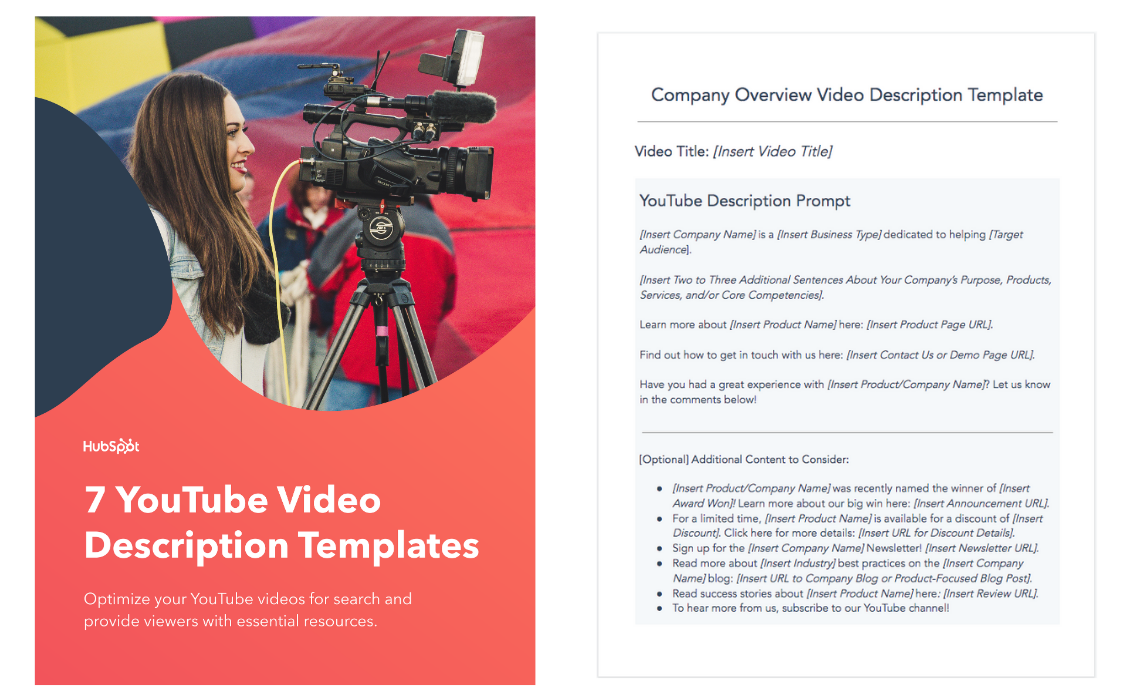 HubSpot
7 YouTube Video
Description Templates
Optimize your YouTube videos for search and
provide viewers with essential resources.
Company Overview Video Description Template
Video Title: [Insert Video Title]
YouTube Description Prompt
[Insert Company Name] is a [Insert Business Type] dedicated to helping [Target
Audience].
[Insert Two to Three Additional Sentences About Your Company's Purpose, Products,
Services, and/or Core Competencies].
Learn more about [Insert Product Name] here: [Insert Product Page URL].
Find out how to get in touch with us here: [Insert Contact Us or Demo Page URL].
Have you had a great experience with [Insert Product/Company Name]? Let us know
in the comments below!
[Optional] Additional Content to Consider:
• [Insert Product/Company Name] was recently named the winner of [Insert
Award Won]! Learn more about our big win here: [Insert Announcement URL].
• For a limited time, [Insert Product Name] is available for a discount of [Insert
Discount]. Click here for more details: [Insert URL for Discount Details].
• Sign up for the [Insert Company Name] Newsletter! [Insert Newsletter URL].
• Read more about [Insert Industry] best practices on the [Insert Company
Name] blog: [Insert URL to Company Blog or Product-Focused Blog Post].
• Read success stories about [Insert Product Name] here: [Insert Review URL].
• To hear more from us, subscribe to our YouTube channel!